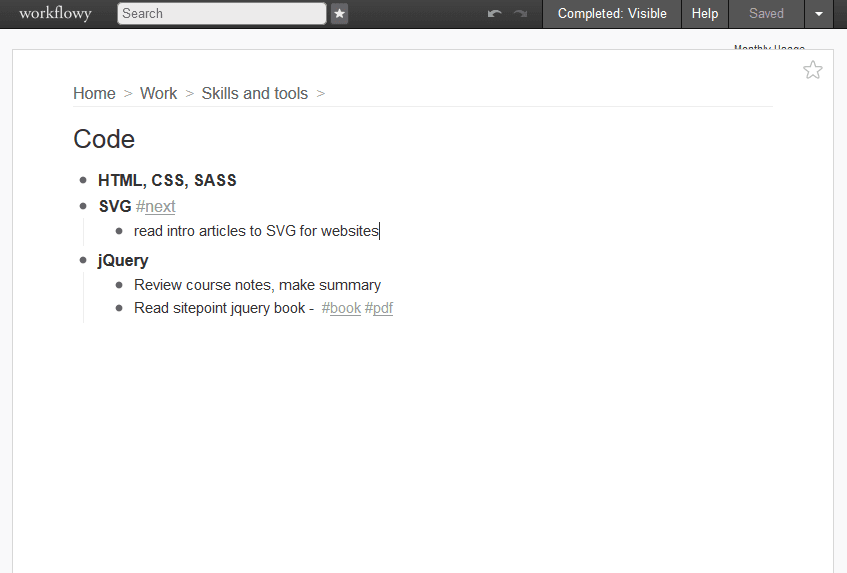 workflowy Search Completed: Visible Help Saved
Monthly Usage
Home > Work > Skills and tools >
Code
HTML, CSS, SASS
SVG #next
read intro articles to SVG for websites
jQuery
Review course notes, make summary
Read sitepoint jquery book - #book #pdf